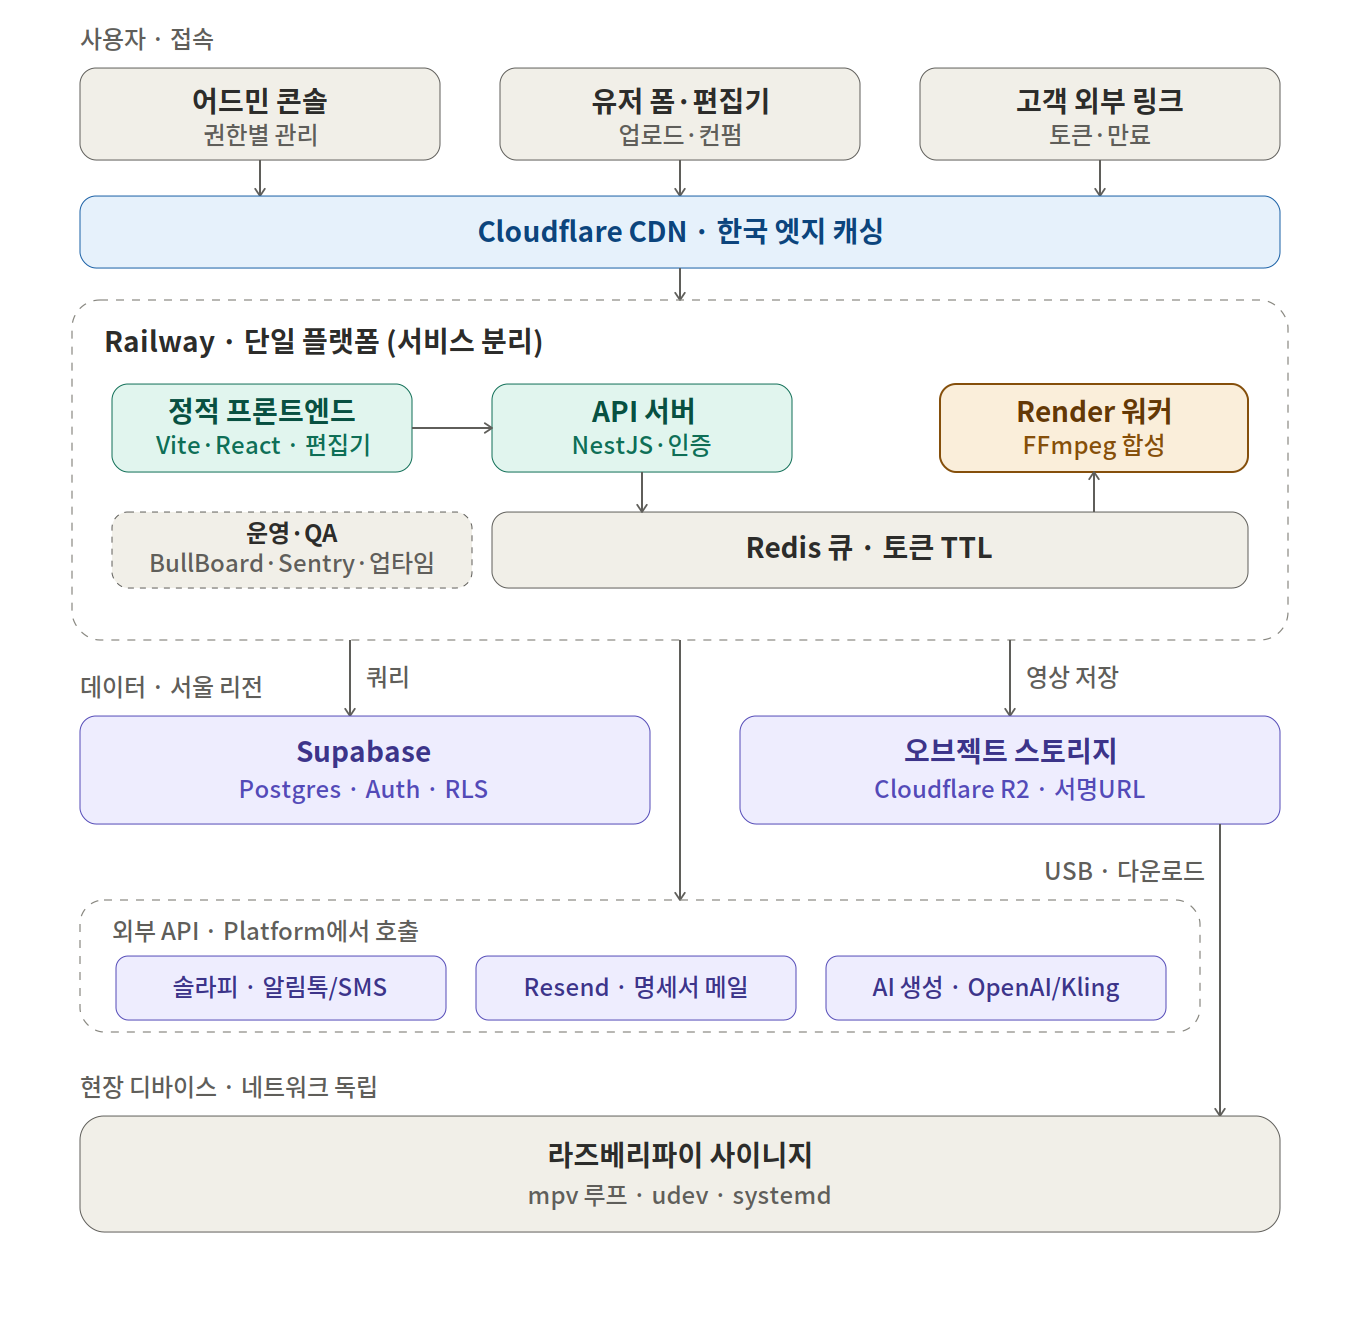 사용자 · 접속
어드민 콘솔
권한별 관리
유저 폼·편집기
업로드·컨펌
고객 외부 링크
토큰·만료
Cloudflare CDN · 한국 엣지 캐싱
Railway · 단일 플랫폼 (서비스 분리)
정적 프론트엔드
Vite·React · 편집기
API 서버
NestJS·인증
Render 워커
FFmpeg 합성
운영·QA
BullBoard·Sentry·업타임
Redis 큐 · 토큰 TTL
쿼리
영상 저장
데이터 · 서울 리전
Supabase
Postgres · Auth · RLS
오브젝트 스토리지
Cloudflare R2 · 서명URL
USB · 다운로드
외부 API · Platform에서 호출
솔라피 · 알림톡/SMS
Resend · 명세서 메일
AI 생성 · OpenAI/Kling
현장 디바이스 · 네트워크 독립
라즈베리파이 사이니지
mpv 루프 · udev · systemd